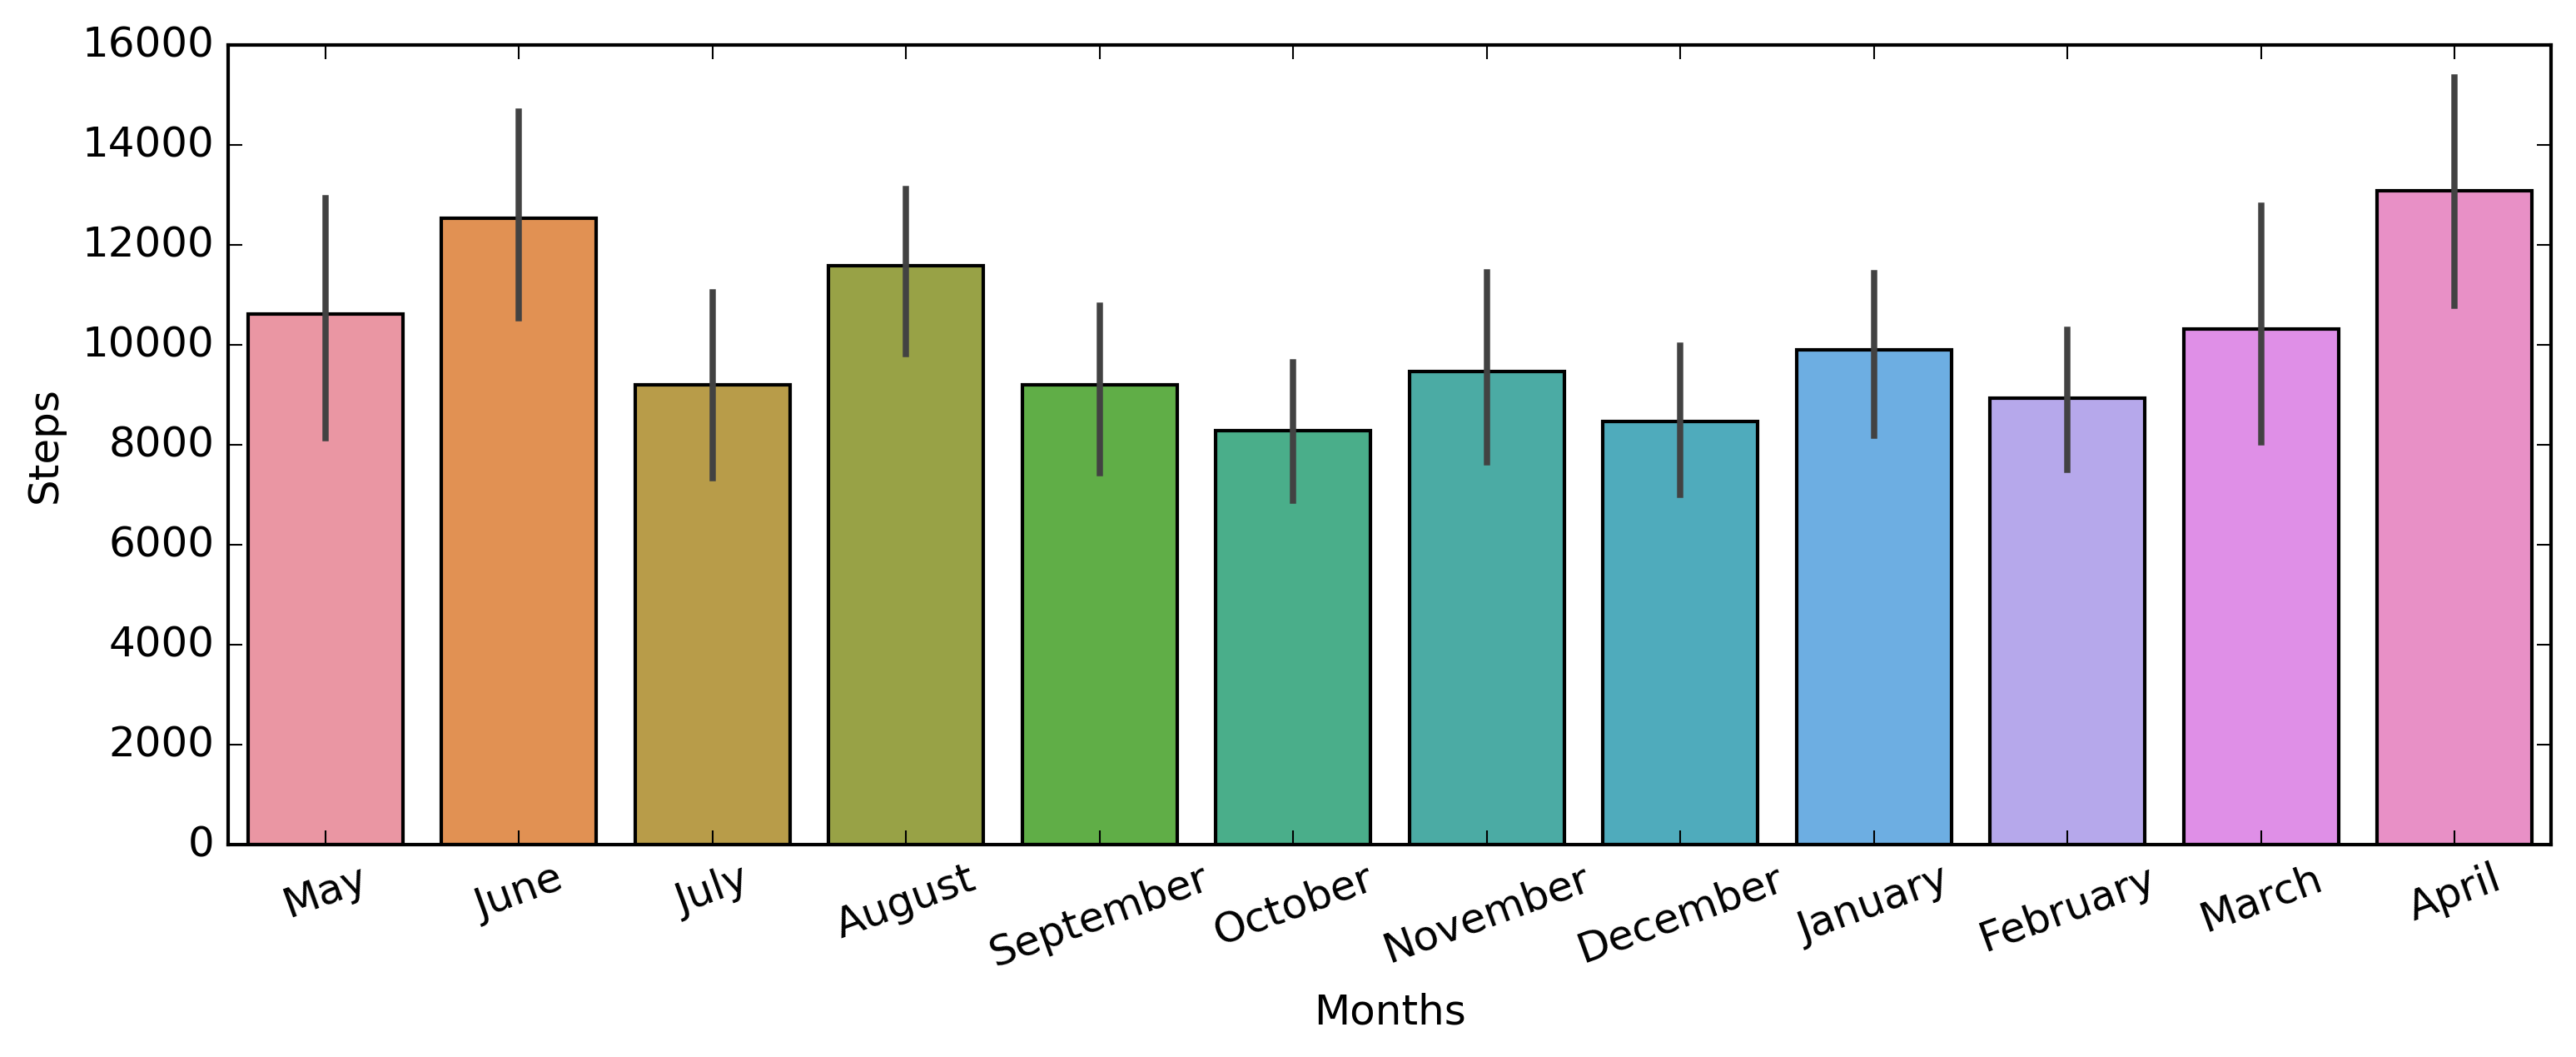 16000
14000
12000
10000
8000
6000
4000
2000
0
Steps
May
June
July
August
September
October
November
December
January
February
March
April
Months